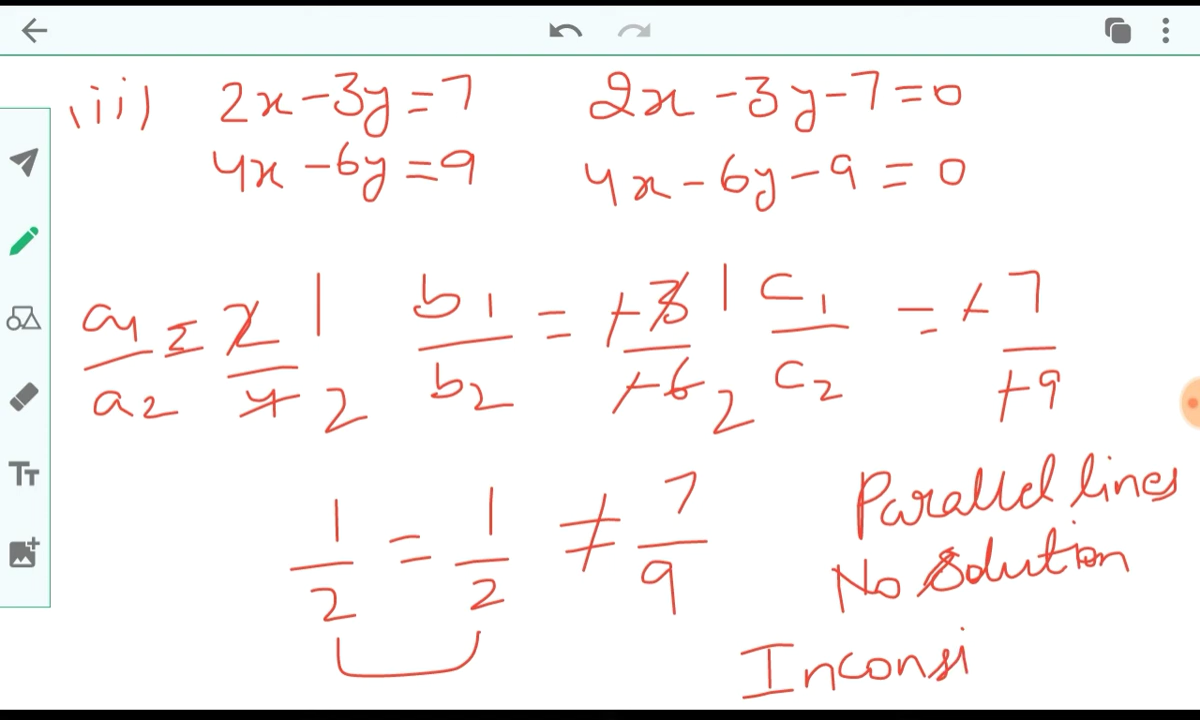 (ii) 2x-3y=7 2x-3y-7=0
4x-6y=9 4x-6y-9=0
a1/a2 = 2/4 1/2 b1/b2 = +3/+6 1/2 c1/c2 = +7/+9
1/2 = 1/2 ≠ 7/9
Parallel lines
No Solution
Inconsi
TT